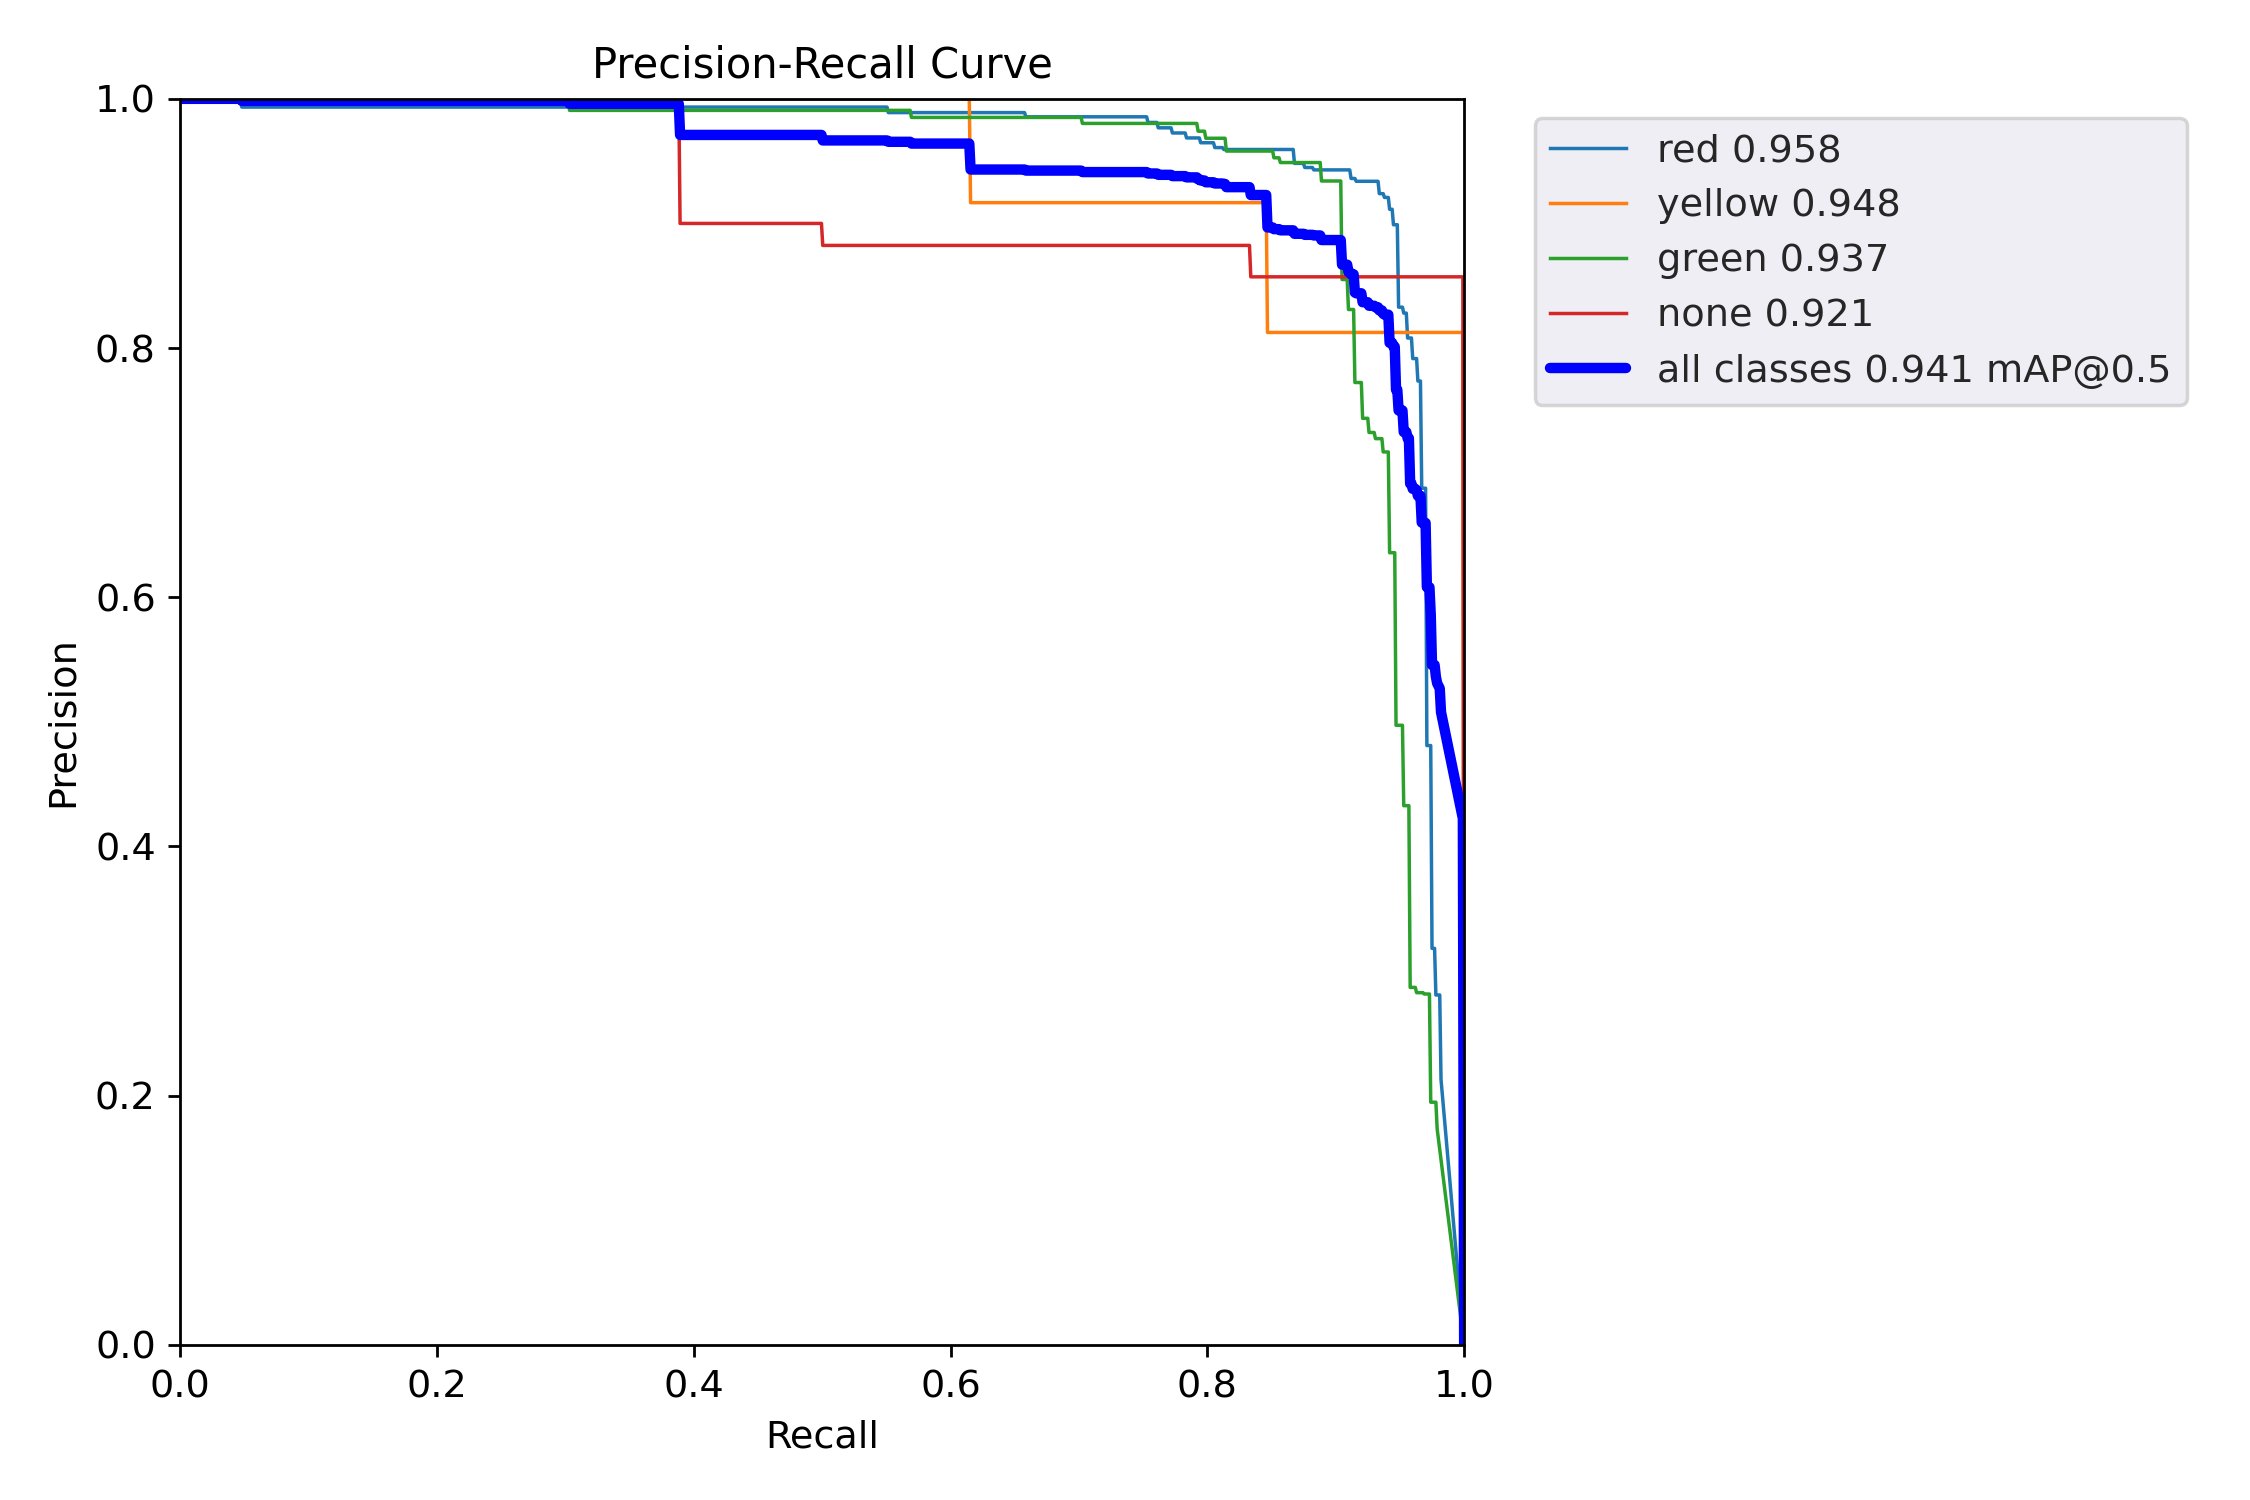 Precision-Recall Curve
1.0
0.8
0.6
0.4
0.2
0.0
Precision
0.0 0.2 0.4 0.6 0.8 1.0
Recall
red 0.958
yellow 0.948
green 0.937
none 0.921
all classes 0.941 mAP@0.5